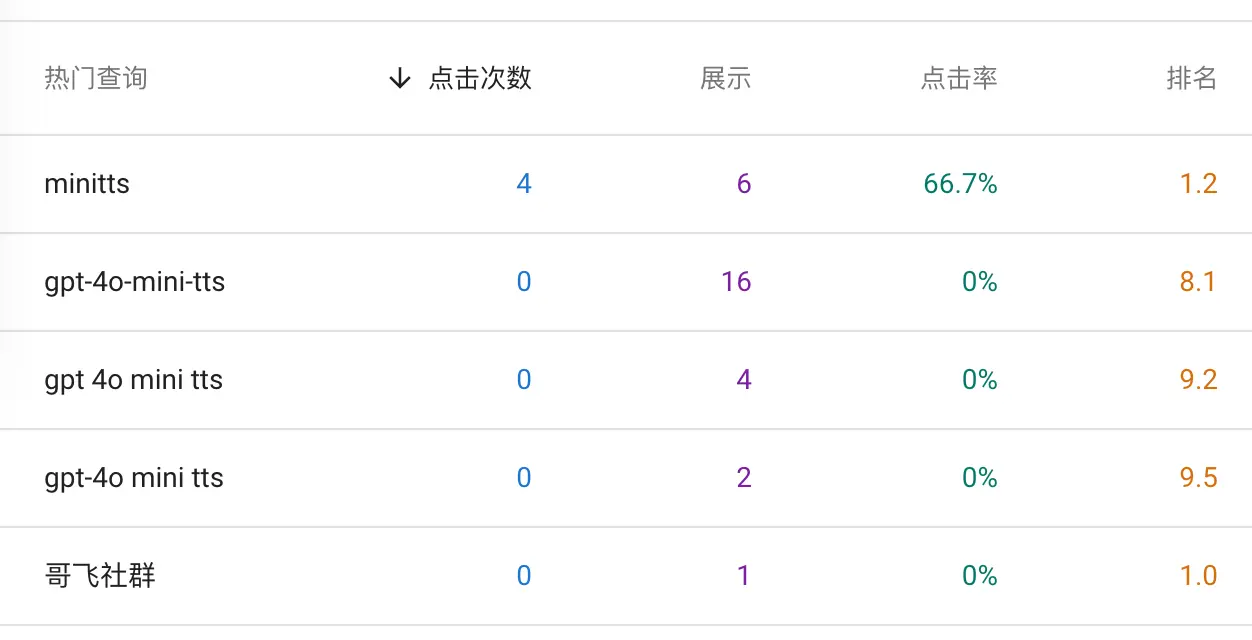 热门查询 ↓ 点击次数 展示 点击率 排名
minitts 4 6 66.7% 1.2
gpt-4o-mini-tts 0 16 0% 8.1
gpt 4o mini tts 0 4 0% 9.2
gpt-4o mini tts 0 2 0% 9.5
哥飞社群 0 1 0% 1.0